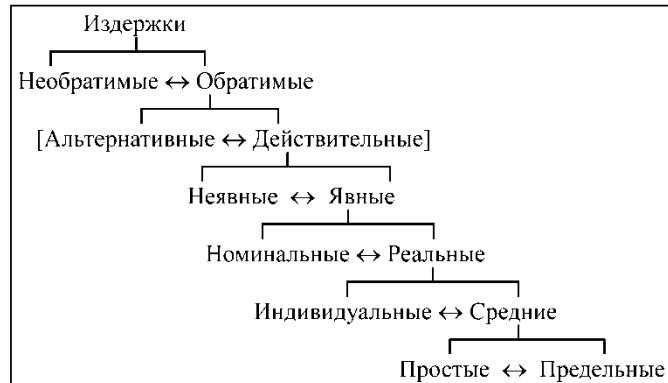 Издержки
Необратимые ↔ Обратимые
[Альтернативные ↔ Действительные]
Неявные ↔ Явные
Номинальные ↔ Реальные
Индивидуальные ↔ Средние
Простые ↔ Предельные